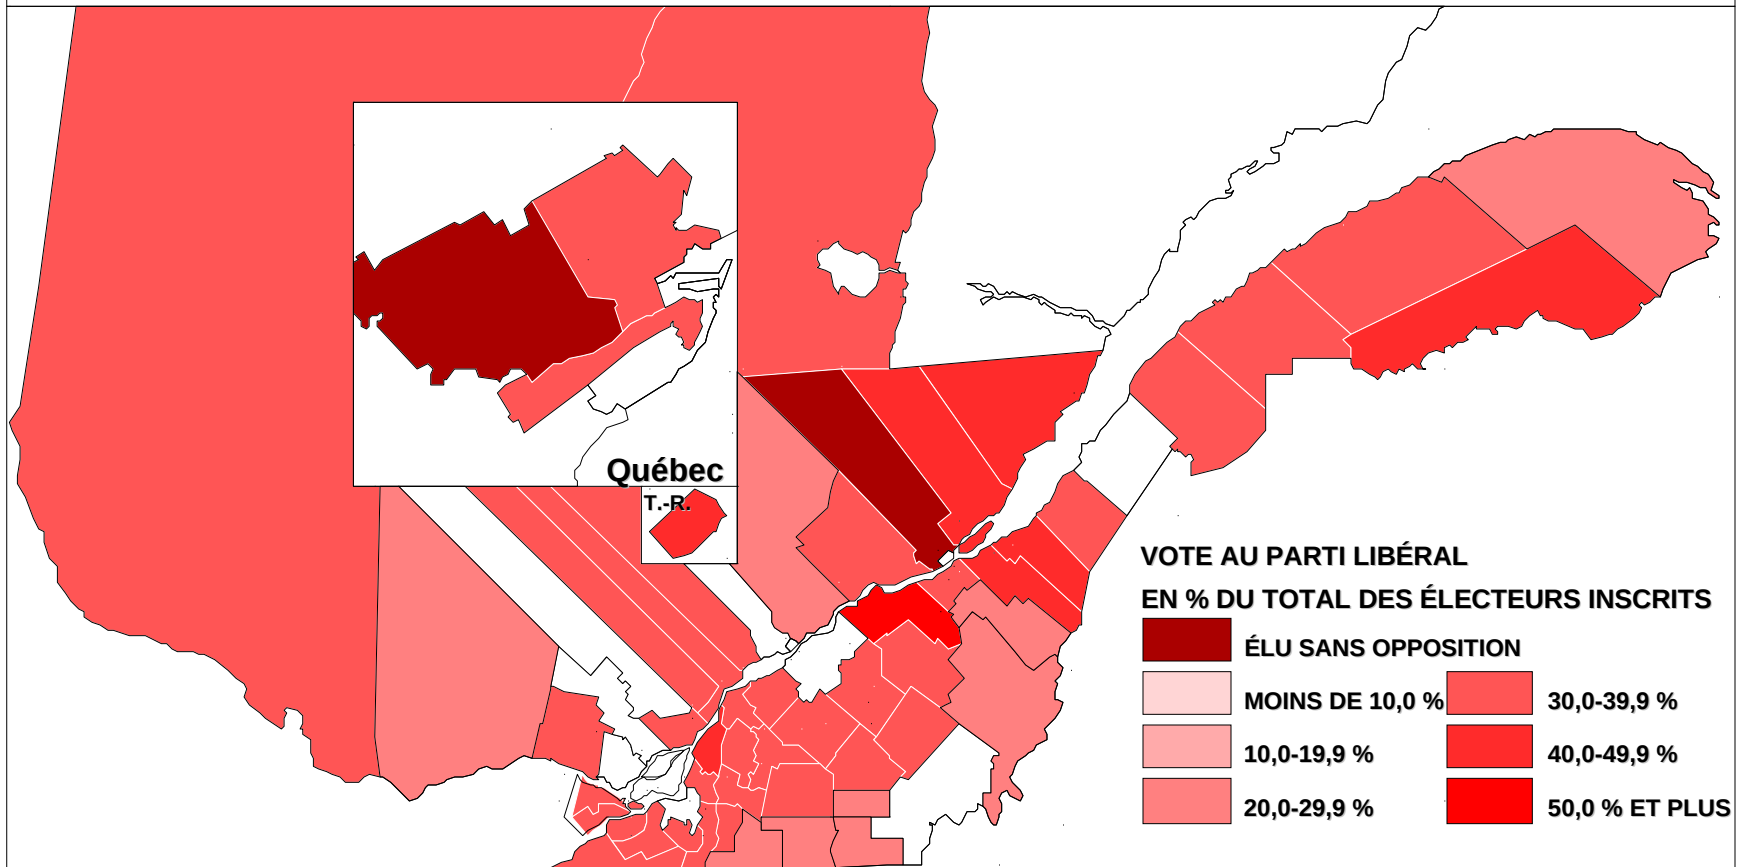 Québec
T.-R.
VOTE AU PARTI LIBÉRAL
EN % DU TOTAL DES ÉLECTEURS INSCRITS
ÉLU SANS OPPOSITION
MOINS DE 10,0 %
30,0-39,9 %
10,0-19,9 %
40,0-49,9 %
20,0-29,9 %
50,0 % ET PLUS